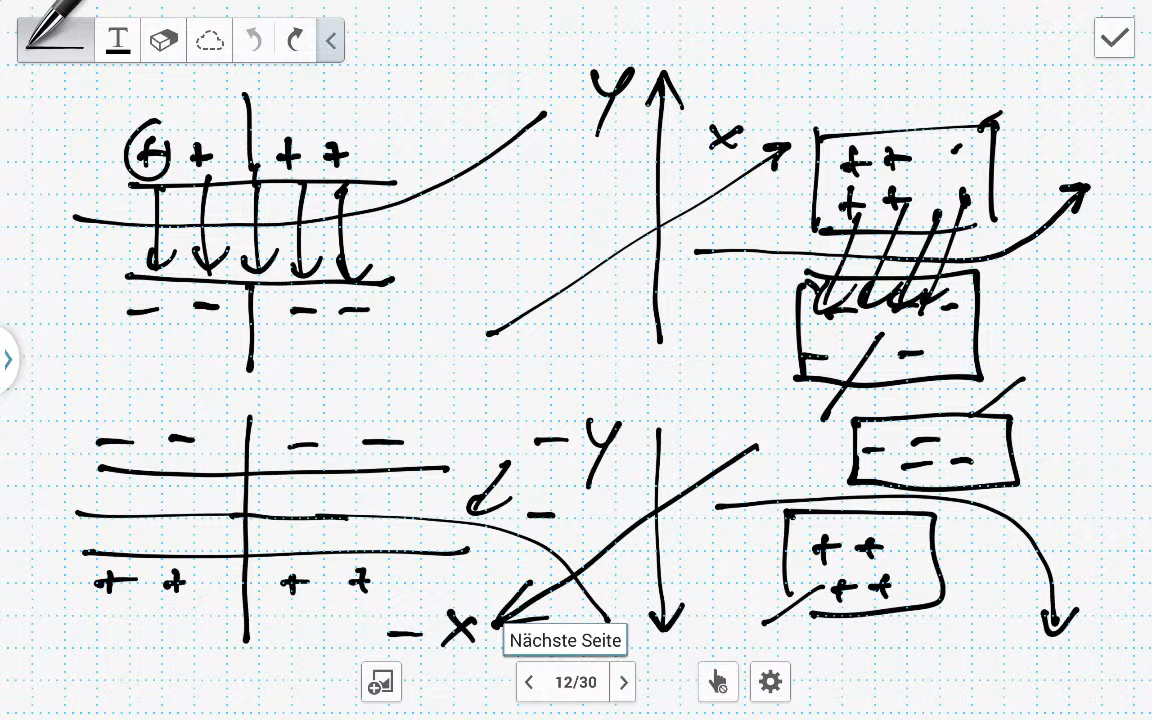 T
+ + + +
- - - -
Y
x
+ +
+ +
- -
- - - -
+ + + +
- Y
-
- x
- -
- -
+ +
+ +
Nächste Seite
12/30